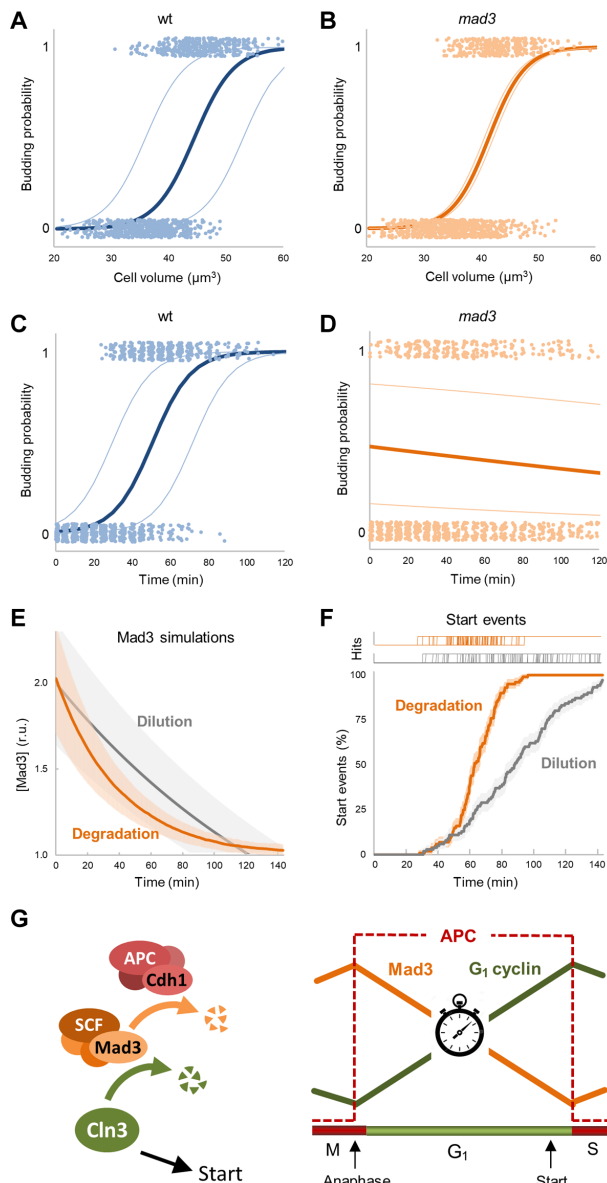 A
wt
Budding probability
1
0
20 30 40 50 60
Cell volume (µm³)
B
mad3
Budding probability
1
0
20 30 40 50 60
Cell volume (µm³)
C
wt
Budding probability
1
0
0 20 40 60 80 100 120
Time (min)
D
mad3
Budding probability
1
0
0 20 40 60 80 100 120
Time (min)
E
Mad3 simulations
[Mad3] (r.u.)
2.0
1.5
1.0
Dilution
Degradation
0 20 40 60 80 100 120 140
Time (min)
F
Start events
Hits
Start events (%)
100
75
50
25
0
Degradation
Dilution
0 20 40 60 80 100 120 140
Time (min)
G
APC
Cdh1
SCF
Mad3
Cln3
Start
APC
Mad3
G₁ cyclin
M
G₁
S
Anaphase
Start